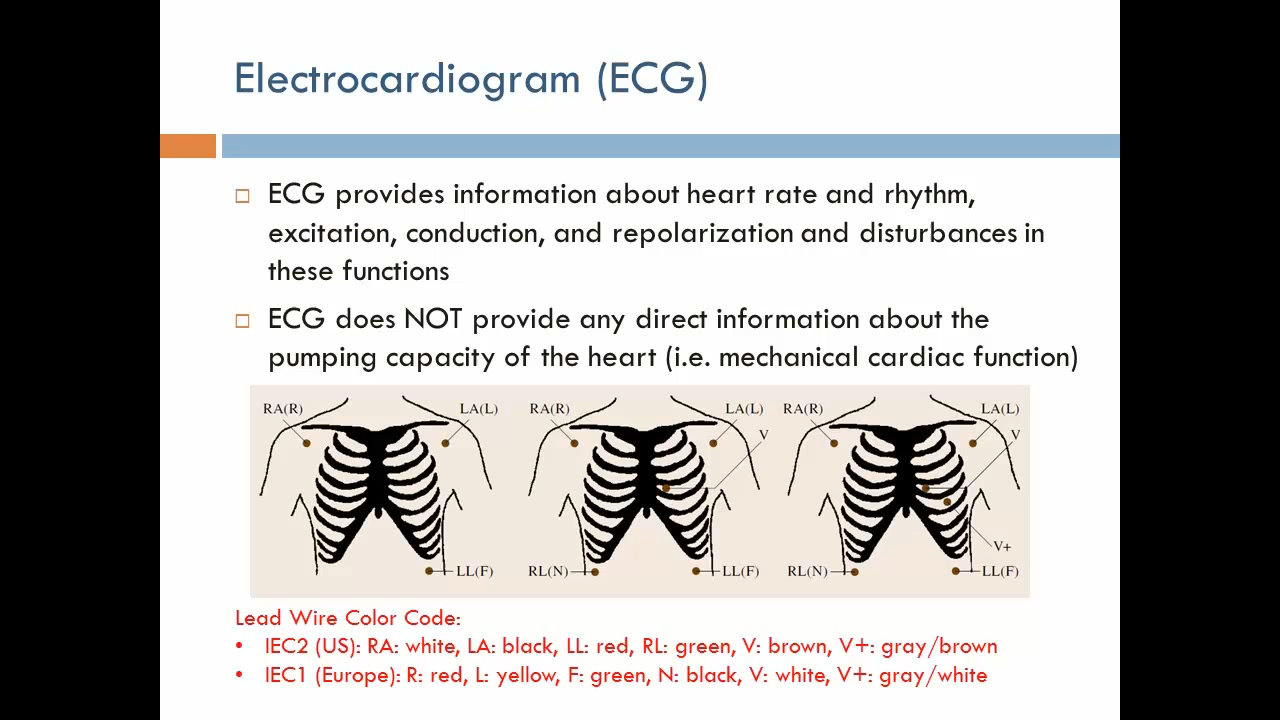 Electrocardiogram (ECG)
ECG provides information about heart rate and rhythm,
excitation, conduction, and repolarization and disturbances in
these functions
ECG does NOT provide any direct information about the
pumping capacity of the heart (i.e. mechanical cardiac function)
RA(R) LA(L)
LL(F)
RA(R) LA(L)
V
RL(N) LL(F)
RA(R) LA(L)
V
V+
RL(N) LL(F)
Lead Wire Color Code:
• IEC2 (US): RA: white, LA: black, LL: red, RL: green, V: brown, V+: gray/brown
• IEC1 (Europe): R: red, L: yellow, F: green, N: black, V: white, V+: gray/white